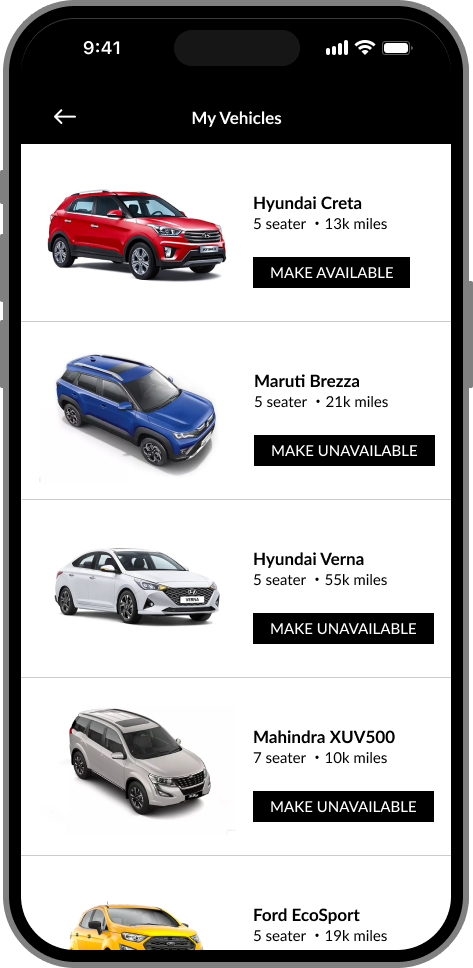 9:41
My Vehicles
Hyundai Creta
5 seater • 13k miles
MAKE AVAILABLE
Maruti Brezza
5 seater • 21k miles
MAKE UNAVAILABLE
VERNA
Hyundai Verna
5 seater • 55k miles
MAKE UNAVAILABLE
Mahindra XUV500
7 seater • 10k miles
MAKE UNAVAILABLE
Ford EcoSport
5 seater • 19k miles